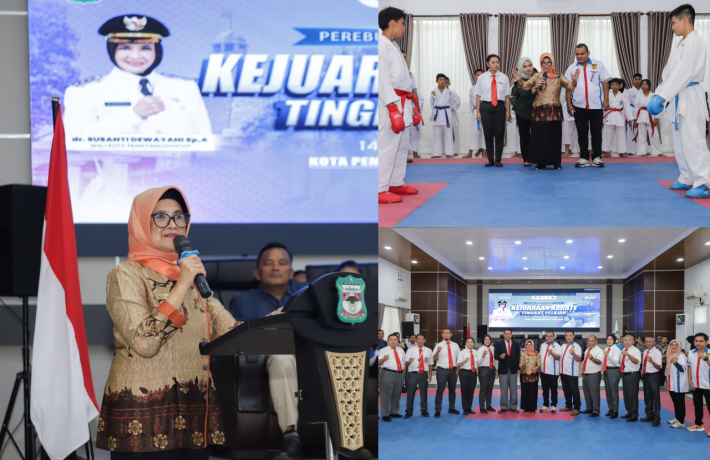 PEREBU
KEJUAR
TINGK
14
KOTA PEM
dr. SUSANTI DEWAYANI Sp,A
WALI KOTA PEMATANGSIANTAR
KEJUARAAN KARATE
TINGKAT PELAJAR